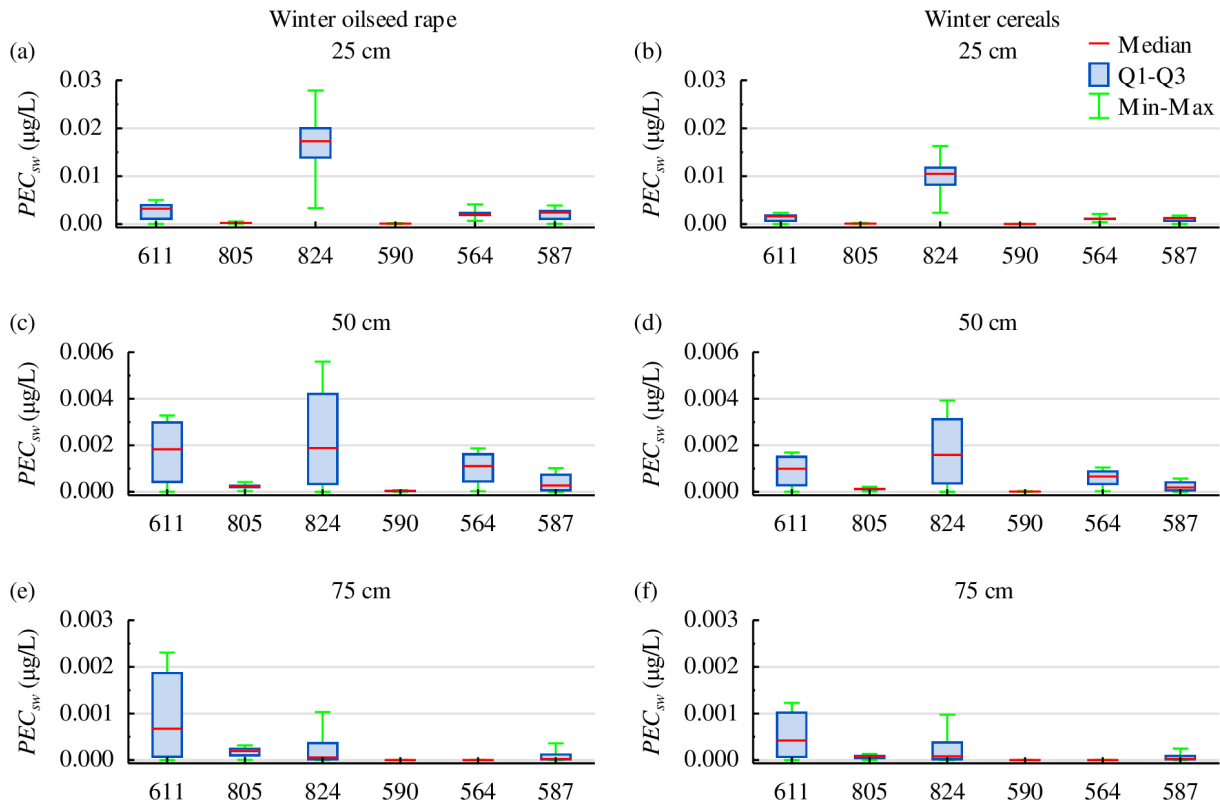 Winter oilseed rape
Winter cereals
(a) 25 cm
(b) 25 cm
Median
Q1-Q3
Min-Max
PECsw (µg/L)
0.03
0.02
0.01
0.00
611 805 824 590 564 587
PECsw (µg/L)
0.03
0.02
0.01
0.00
611 805 824 590 564 587
(c) 50 cm
PECsw (µg/L)
0.006
0.004
0.002
0.000
611 805 824 590 564 587
(d) 50 cm
PECsw (µg/L)
0.006
0.004
0.002
0.000
611 805 824 590 564 587
(e) 75 cm
PECsw (µg/L)
0.003
0.002
0.001
0.000
611 805 824 590 564 587
(f) 75 cm
PECsw (µg/L)
0.003
0.002
0.001
0.000
611 805 824 590 564 587